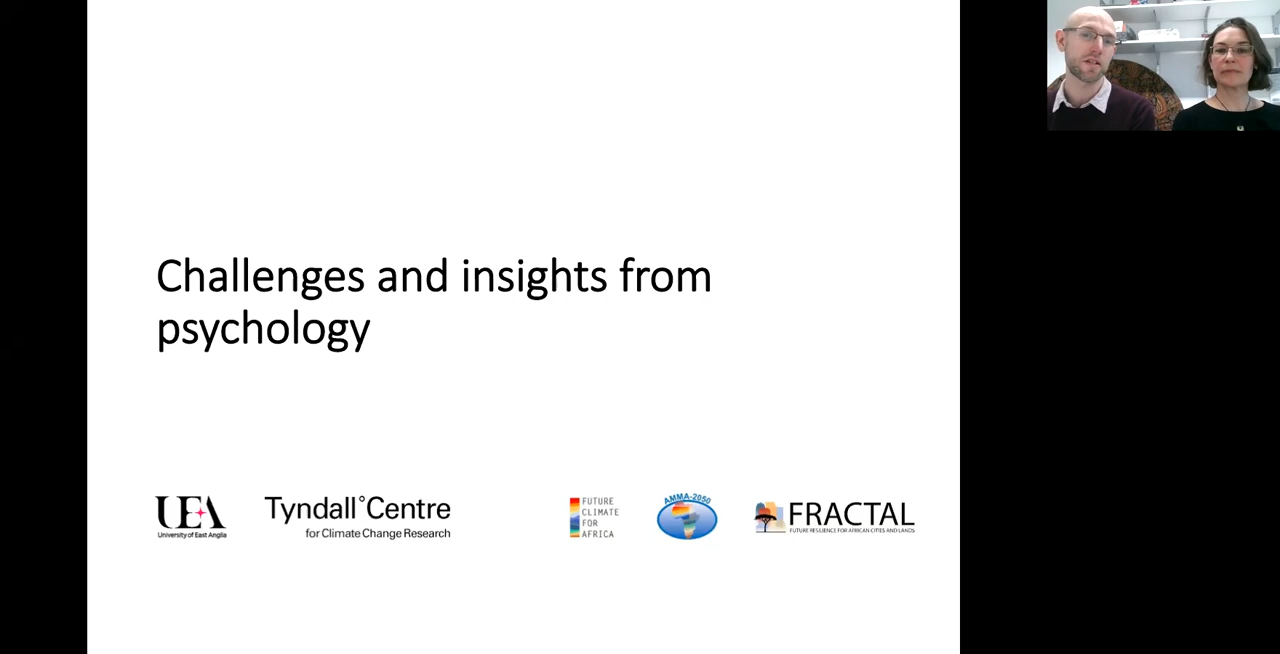 Challenges and insights from
psychology
UEA
University of East Anglia
Tyndall°Centre
for Climate Change Research
FUTURE
CLIMATE
FOR
AFRICA
AMMA-2050
FRACTAL
FUTURE RESILIENCE FOR AFRICAN CITIES AND LANDS